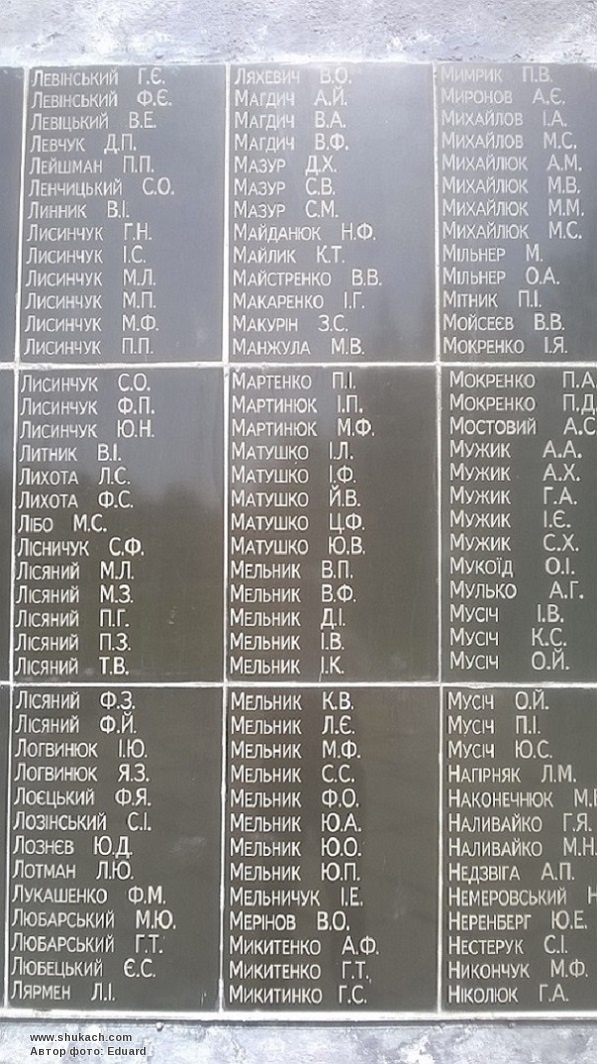 Левінський Г.Є.
Левінський Ф.Є.
Левіцький В.Е.
Левчук Д.П.
Лейшман П.П.
Ленчицький С.О.
Линник В.І.
Лисинчук Г.Н.
Лисинчук І.С.
Лисинчук М.Л.
Лисинчук М.П.
Лисинчук М.Ф.
Лисинчук П.П.
Лисинчук С.О.
Лисинчук Ф.П.
Лисинчук Ю.Н.
Литник В.І.
Лихота Л.С.
Лихота Ф.С.
Лібо М.С.
Лісничук С.Ф.
Лісяний М.Л.
Лісяний М.З.
Лісяний П.Г.
Лісяний П.З.
Лісяний Т.В.
Лісяний Ф.З.
Лісяний Ф.Й.
Логвинюк І.Ю.
Логвинюк Я.З.
Лоєцький Ф.Я.
Лозінський С.І.
Лознєв Ю.Д.
Лотман Л.Ю.
Лукашенко Ф.М.
Любарський М.Ю.
Любарський Г.Т.
Любецький Є.С.
Лярмен Л.І.
Ляхевич В.О.
Магдич А.Й.
Магдич В.А.
Магдич В.Ф.
Мазур Д.Х.
Мазур С.В.
Мазур С.М.
Майданюк Н.Ф.
Майлик К.Т.
Майстренко В.В.
Макаренко І.Г.
Макурін З.С.
Манжула М.В.
Мартенко П.І.
Мартинюк І.П.
Мартинюк М.Ф.
Матушко І.Л.
Матушко І.Ф.
Матушко Й.В.
Матушко Ц.Ф.
Матушко Ю.В.
Мельник В.П.
Мельник В.Ф.
Мельник Д.І.
Мельник І.В.
Мельник І.К.
Мельник К.В.
Мельник Л.Є.
Мельник М.Ф.
Мельник С.С.
Мельник Ф.О.
Мельник Ю.А.
Мельник Ю.О.
Мельник Ю.П.
Мельничук І.Е.
Мерінов В.О.
Микитенко А.Ф.
Микитенко Г.Т.
Микитинко Г.С.
Мимрик П.В.
Миронов А.Є.
Михайлов І.А.
Михайлов М.С.
Михайлюк А.М.
Михайлюк М.В.
Михайлюк М.М.
Михайлюк М.С.
Мільнер М.
Мільнер О.А.
Мітник П.І.
Мойсеєв В.В.
Мокренко І.Я.
Мокренко П.А.
Мокренко П.Д.
Мостовий А.С
Мужик А.А.
Мужик А.Х.
Мужик Г.А.
Мужик І.Є.
Мужик С.Х.
Мукоїд О.І.
Мулько А.Г.
Мусіч І.В.
Мусіч К.С.
Мусіч О.Й.
Мусіч О.Й.
Мусіч П.І.
Мусіч Ю.С.
Нагірняк Л.М.
Наконечнюк М.
Наливайко Г.Я.
Наливайко М.Н.
Недзвіга А.П.
Немеровський
Неренберг Ю.Е.
Нестерук С.І.
Никончук М.Ф.
Ніколюк Г.А.
www.shukach.com
Автор фото: Eduard